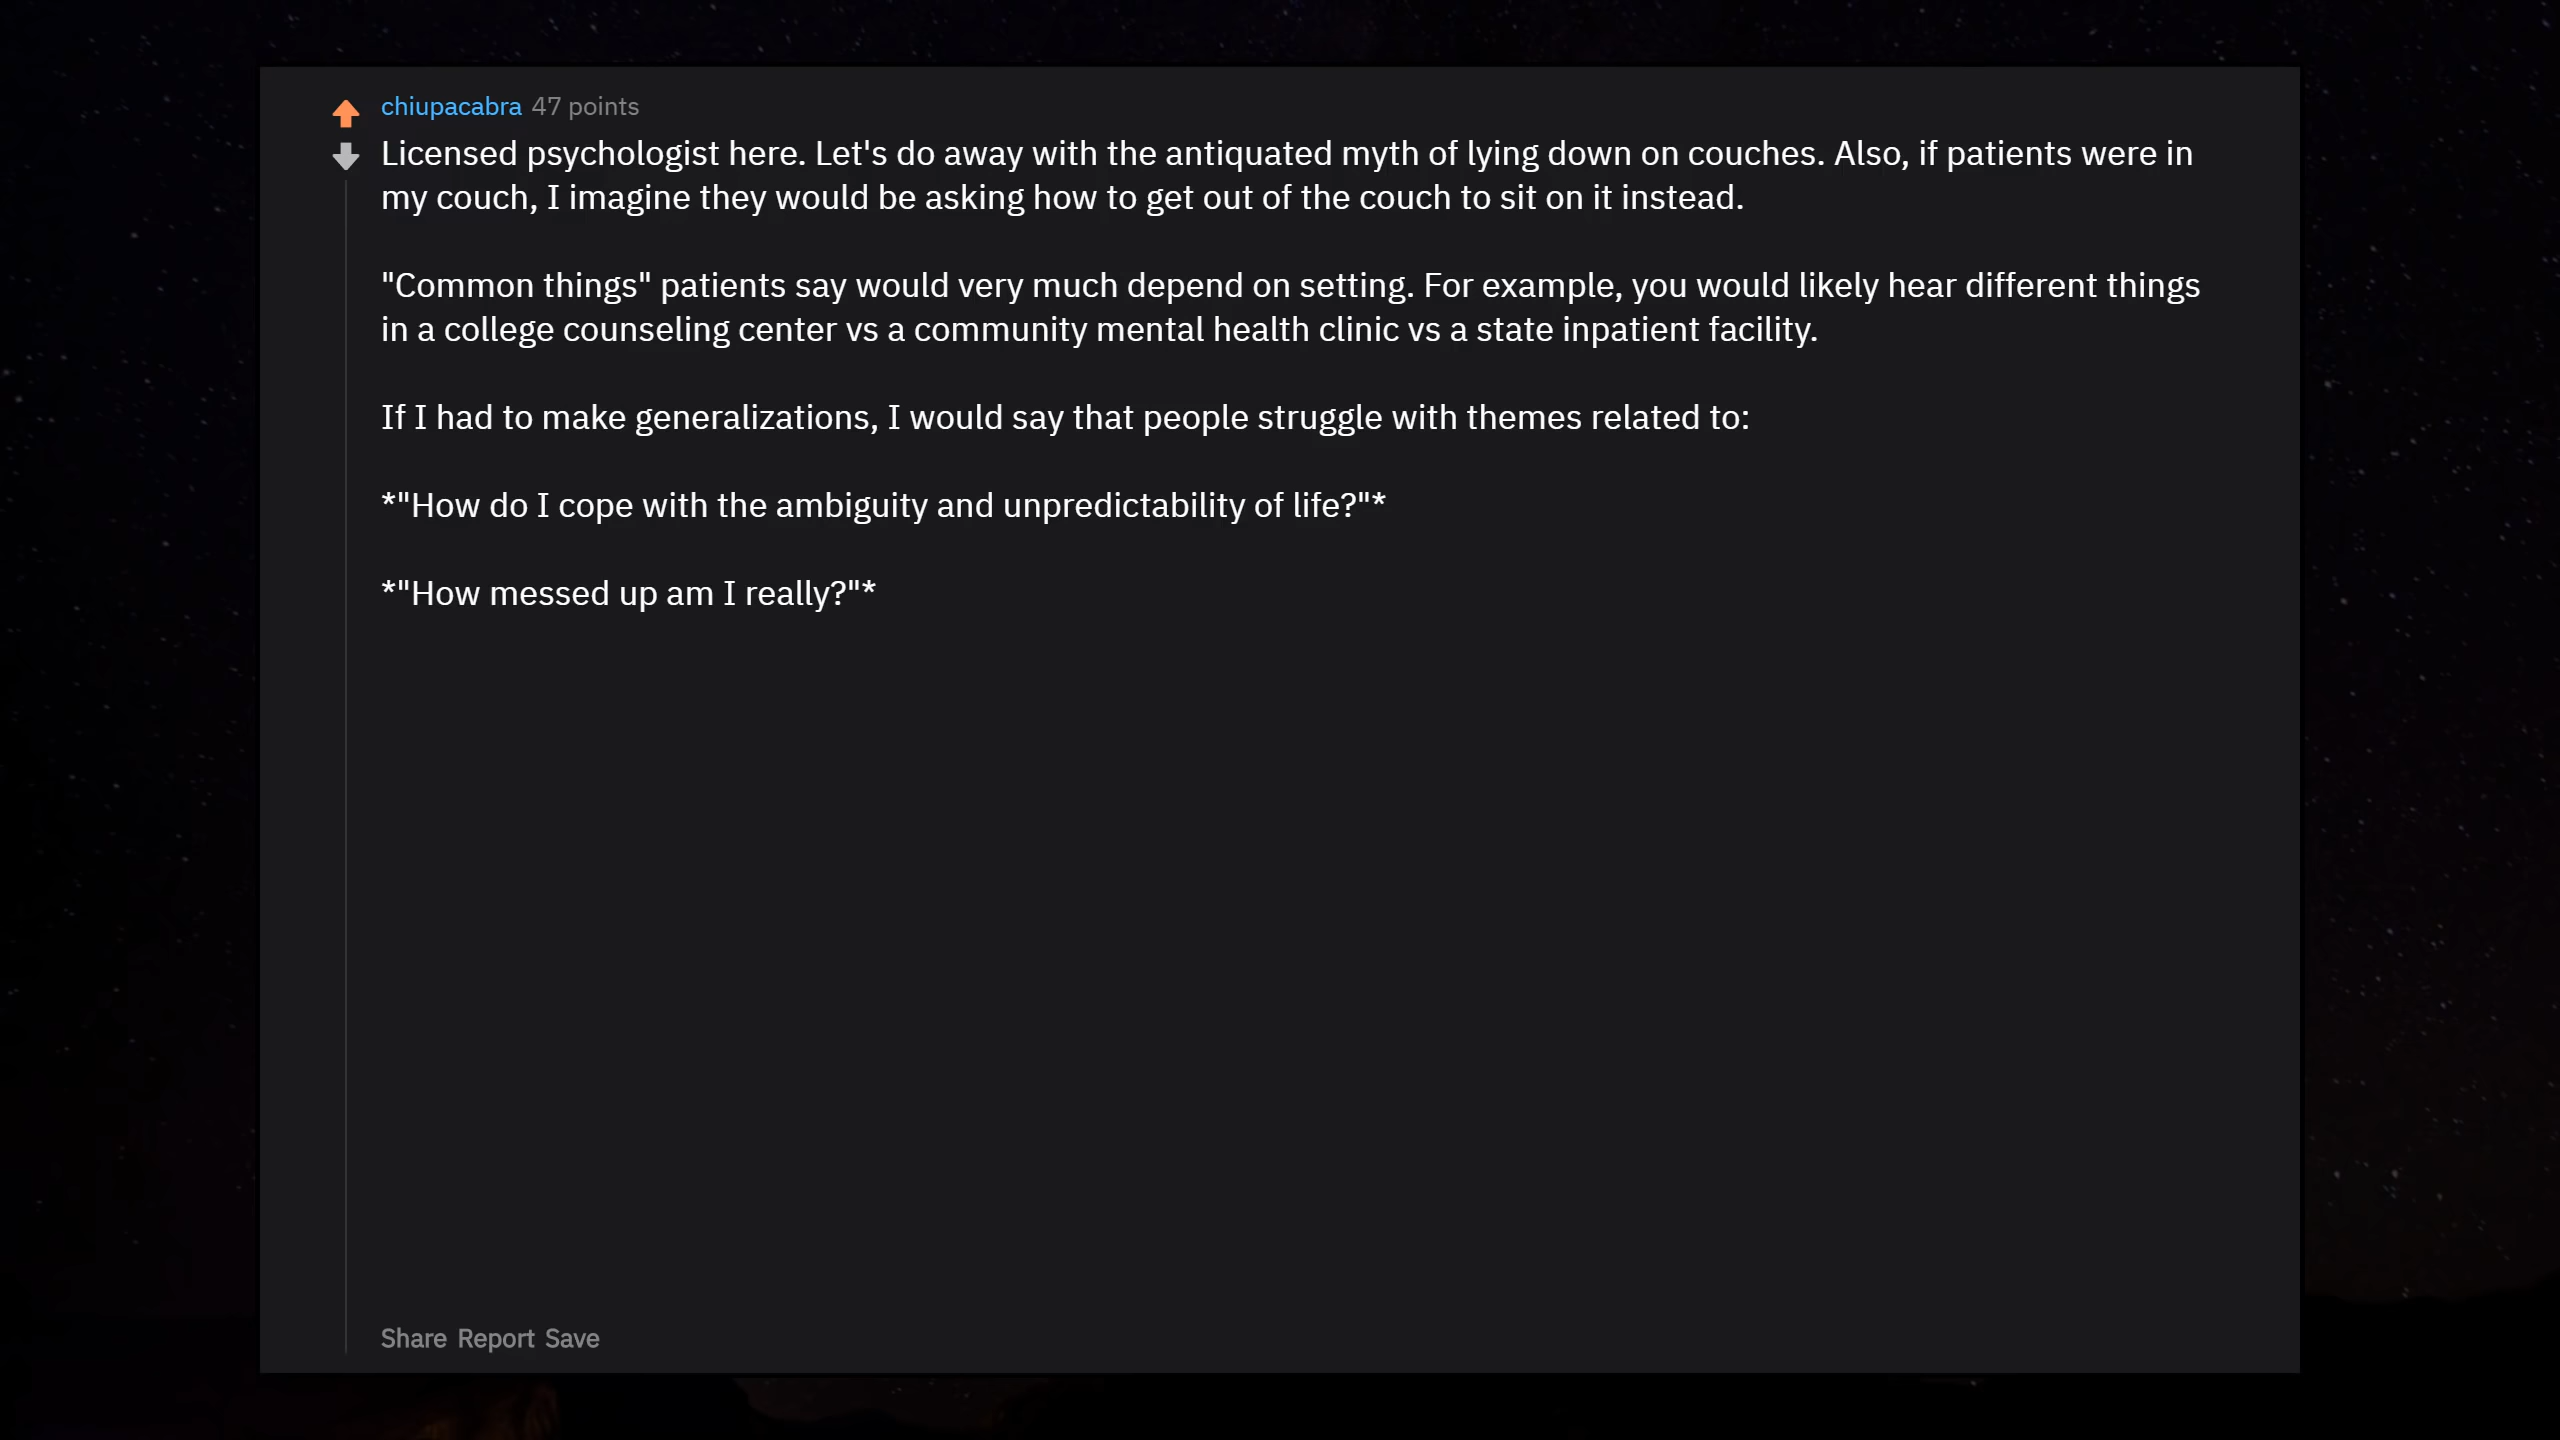 chiupacabra 47 points
Licensed psychologist here. Let's do away with the antiquated myth of lying down on couches. Also, if patients were in
my couch, I imagine they would be asking how to get out of the couch to sit on it instead.
"Common things" patients say would very much depend on setting. For example, you would likely hear different things
in a college counseling center vs a community mental health clinic vs a state inpatient facility.
If I had to make generalizations, I would say that people struggle with themes related to:
*"How do I cope with the ambiguity and unpredictability of life?"*
*"How messed up am I really?"*
Share Report Save